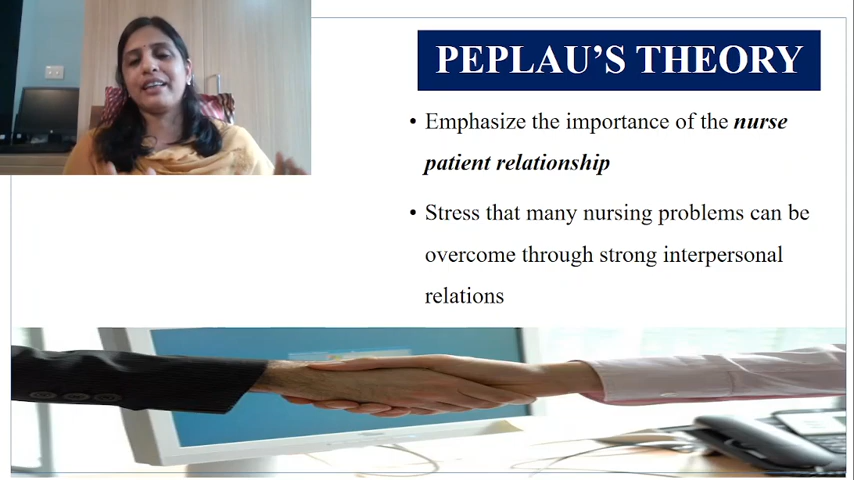 PEPLAU'S THEORY
• Emphasize the importance of the nurse
patient relationship
• Stress that many nursing problems can be
overcome through strong interpersonal
relations